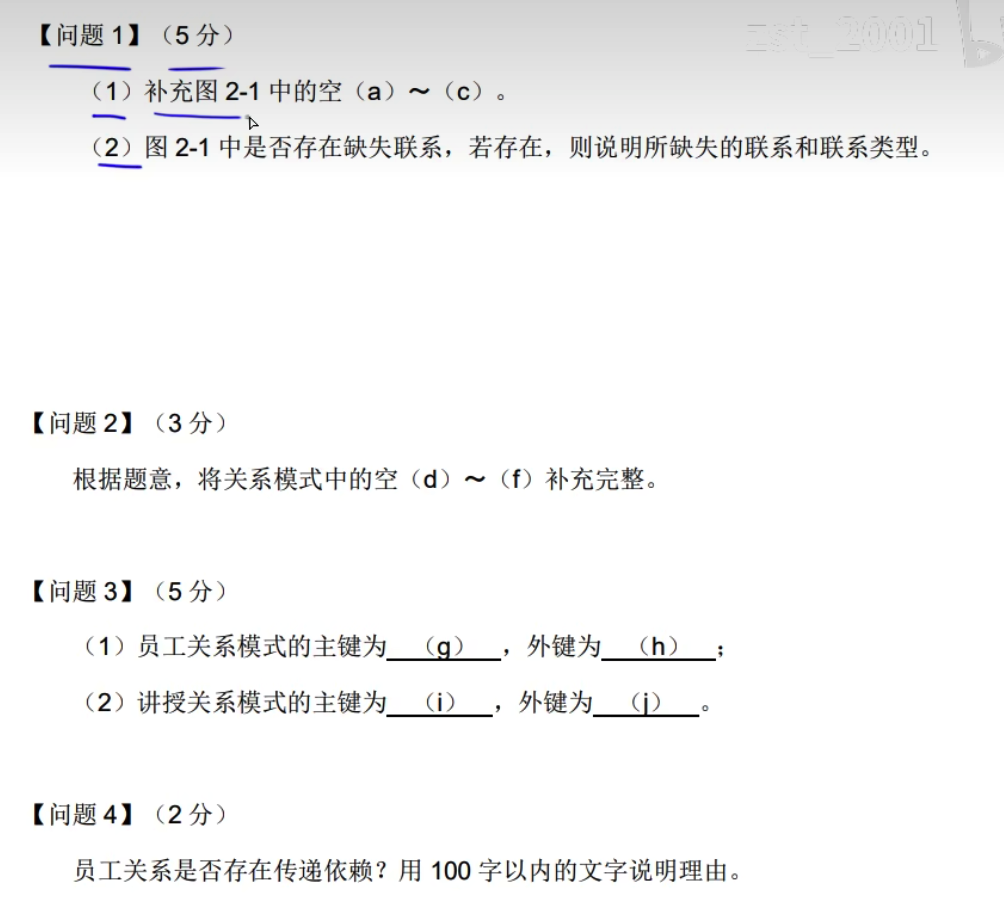 【问题 1】（5 分）
zst_2001
（1）补充图 2-1 中的空（a）～（c）。
（2）图 2-1 中是否存在缺失联系，若存在，则说明所缺失的联系和联系类型。
【问题 2】（3 分）
根据题意，将关系模式中的空（d）～（f）补充完整。
【问题 3】（5 分）
（1）员工关系模式的主键为 （g） ，外键为 （h） ；
（2）讲授关系模式的主键为 （i） ，外键为 （j） 。
【问题 4】（2 分）
员工关系是否存在传递依赖？用 100 字以内的文字说明理由。